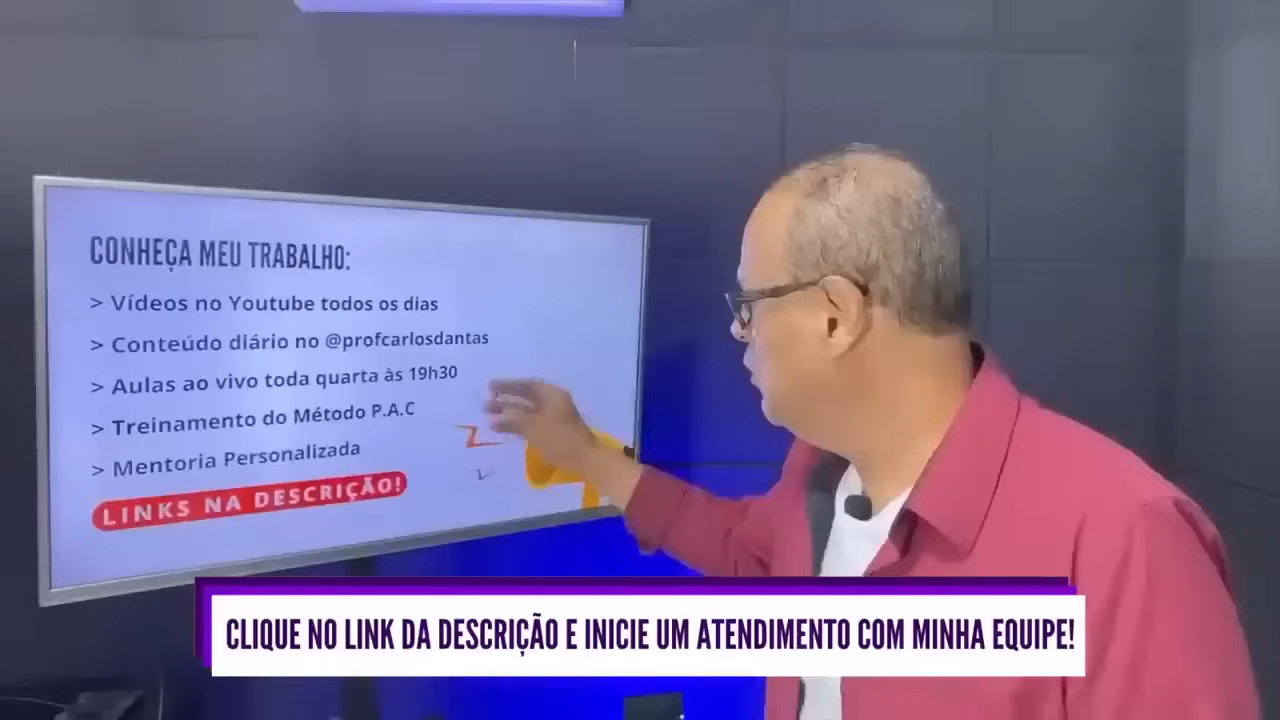 CONHEÇA MEU TRABALHO:
> Vídeos no Youtube todos os dias
> Conteúdo diário no @profcarlosdantas
> Aulas ao vivo toda quarta às 19h30
> Treinamento do Método P.A.C
> Mentoria Personalizada
LINKS NA DESCRIÇÃO!
CLIQUE NO LINK DA DESCRIÇÃO E INICIE UM ATENDIMENTO COM MINHA EQUIPE!